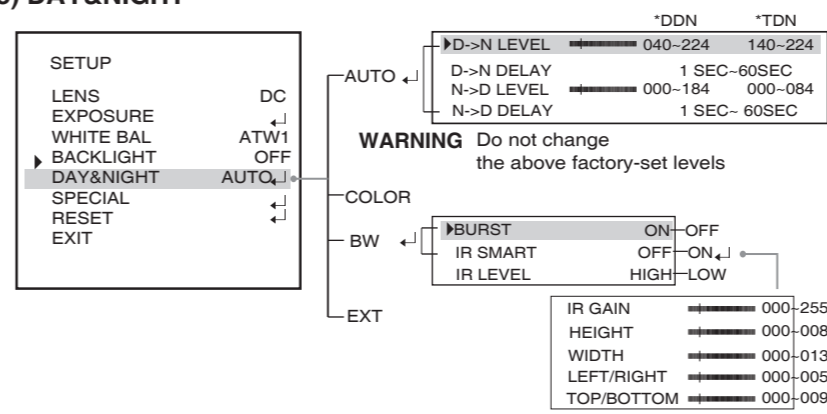 DAY&NIGHT
SETUP
LENS DC
EXPOSURE ↵
WHITE BAL ATW1
BACKLIGHT OFF
DAY&NIGHT AUTO↵
SPECIAL ↵
RESET ↵
EXIT
AUTO ↵
*DDN *TDN
D->N LEVEL 040~224 140~224
D->N DELAY 1 SEC~60SEC
N->D LEVEL 000~184 000~084
N->D DELAY 1 SEC~ 60SEC
WARNING Do not change
the above factory-set levels
COLOR
BW ↵
BURST ON OFF
IR SMART OFF ON↵
IR LEVEL HIGH LOW
EXT
IR GAIN 000~255
HEIGHT 000~008
WIDTH 000~013
LEFT/RIGHT 000~005
TOP/BOTTOM 000~009